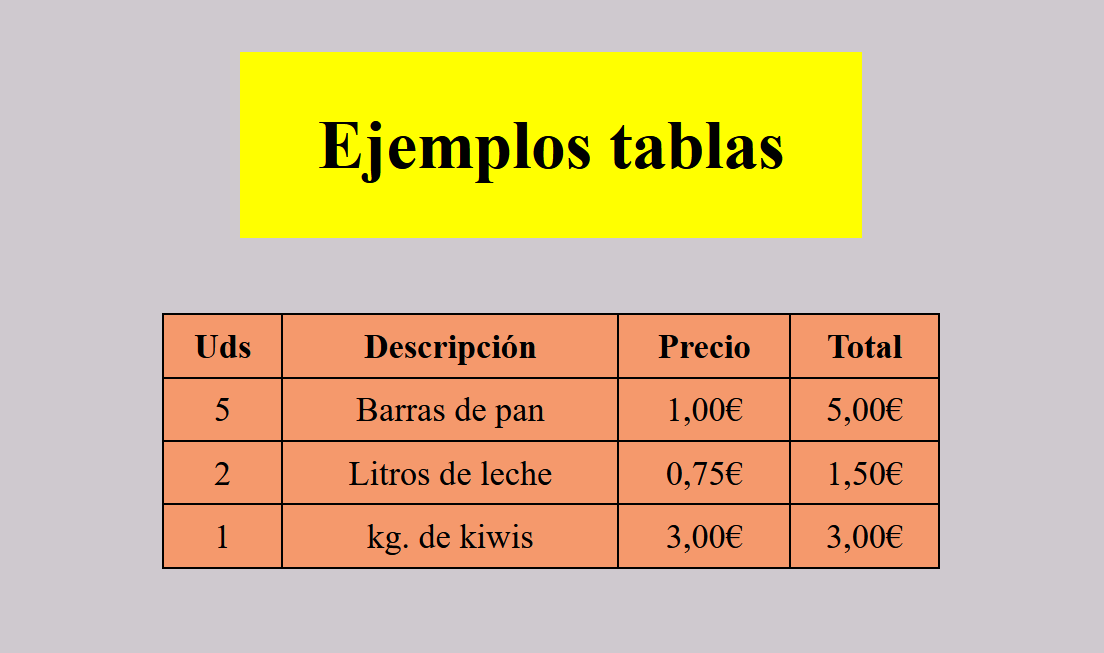 Ejemplos tablas
Uds Descripción Precio Total
5 Barras de pan 1,00€ 5,00€
2 Litros de leche 0,75€ 1,50€
1 kg. de kiwis 3,00€ 3,00€